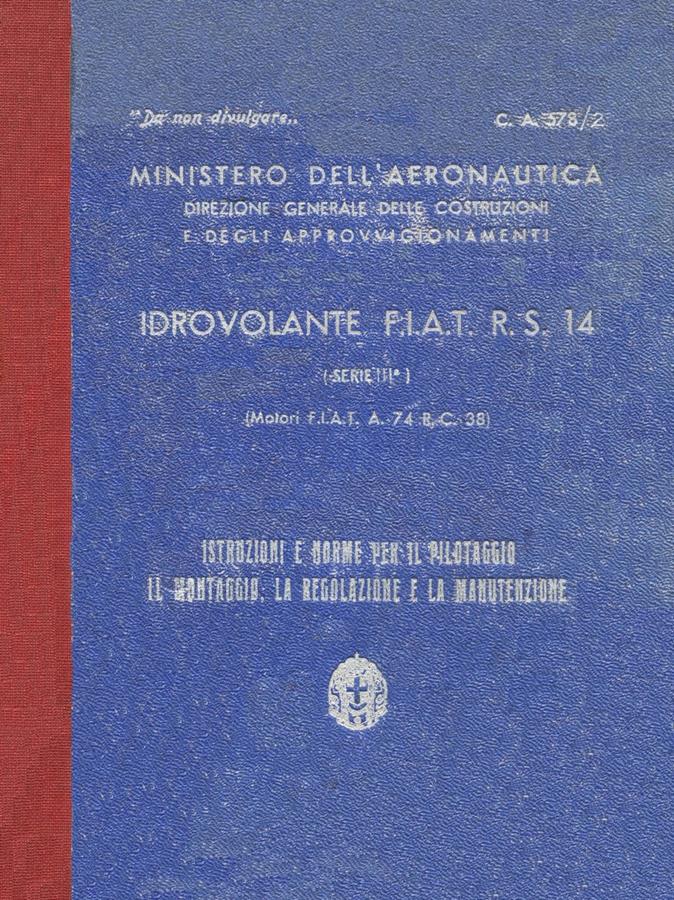 "Da non divulgare„
C. A. 578/2
MINISTERO DELL'AERONAUTICA
DIREZIONE GENERALE DELLE COSTRUZIONI
E DEGLI APPROVVIGIONAMENTI
IDROVOLANTE F.I.A.T. R. S. 14
(SERIE IIIª)
(Motori F.I.A.T. A. 74 R. C. 38)
ISTRUZIONI E NORME PER IL PILOTAGGIO
IL MONTAGGIO, LA REGOLAZIONE E LA MANUTENZIONE